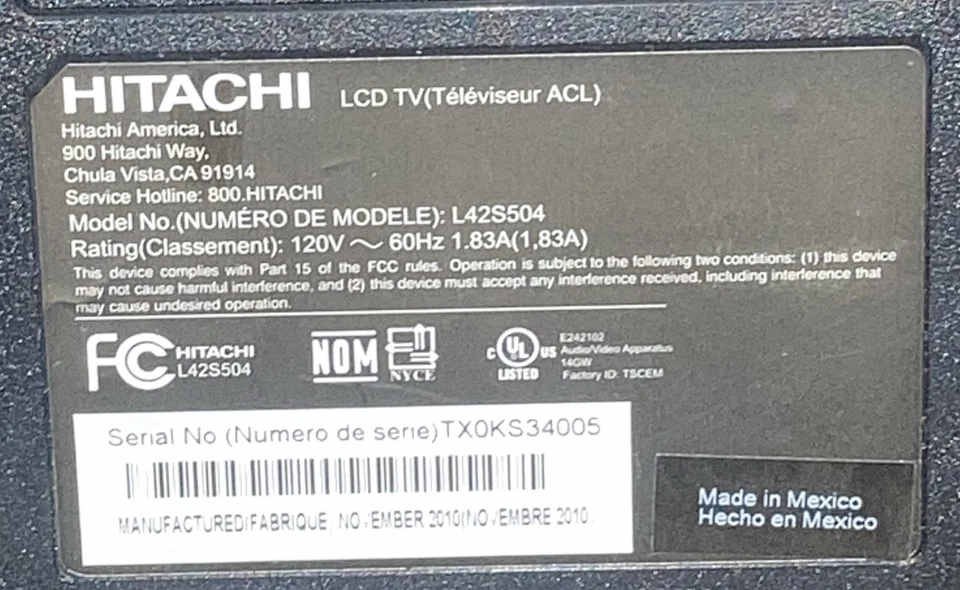 HITACHI LCD TV(Téléviseur ACL)
Hitachi America, Ltd.
900 Hitachi Way,
Chula Vista,CA 91914
Service Hotline: 800.HITACHI
Model No.(NUMÉRO DE MODELE): L42S504
Rating(Classement): 120V ～ 60Hz 1.83A(1,83A)
This device complies with Part 15 of the FCC rules. Operation is subject to the following two conditions: (1) this device
may not cause harmful interference, and (2) this device must accept any interference received, including interference that
may cause undesired operation.
FC HITACHI
L42S504
NOM
NYCE
c UL US
LISTED
E242102
Audio/Video Apparatus
14GW
Factory ID: TSCEM
Serial No (Numero de serie)TX0KS34005
MANUFACTURED/FABRIQUE: NOVEMBER 2010(NOVEMBRE 2010)
Made in Mexico
Hecho en Mexico